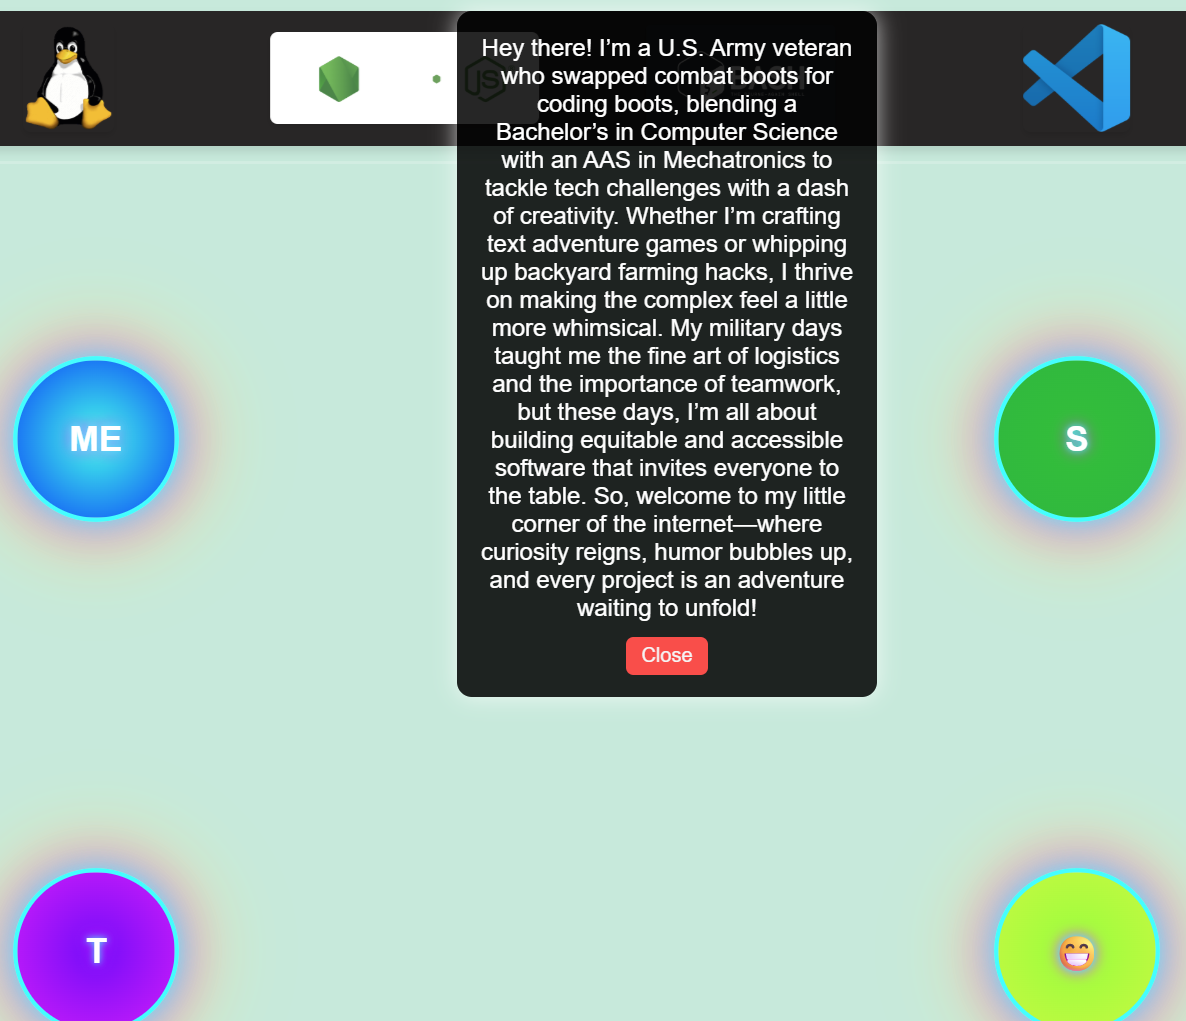 Hey there! I’m a U.S. Army veteran
who swapped combat boots for
coding boots, blending a
Bachelor’s in Computer Science
with an AAS in Mechatronics to
tackle tech challenges with a dash
of creativity. Whether I’m crafting
text adventure games or whipping
up backyard farming hacks, I thrive
on making the complex feel a little
more whimsical. My military days
taught me the fine art of logistics
and the importance of teamwork,
but these days, I’m all about
building equitable and accessible
software that invites everyone to
the table. So, welcome to my little
corner of the internet—where
curiosity reigns, humor bubbles up,
and every project is an adventure
waiting to unfold!
Close
JS
BASH
ME
S
T